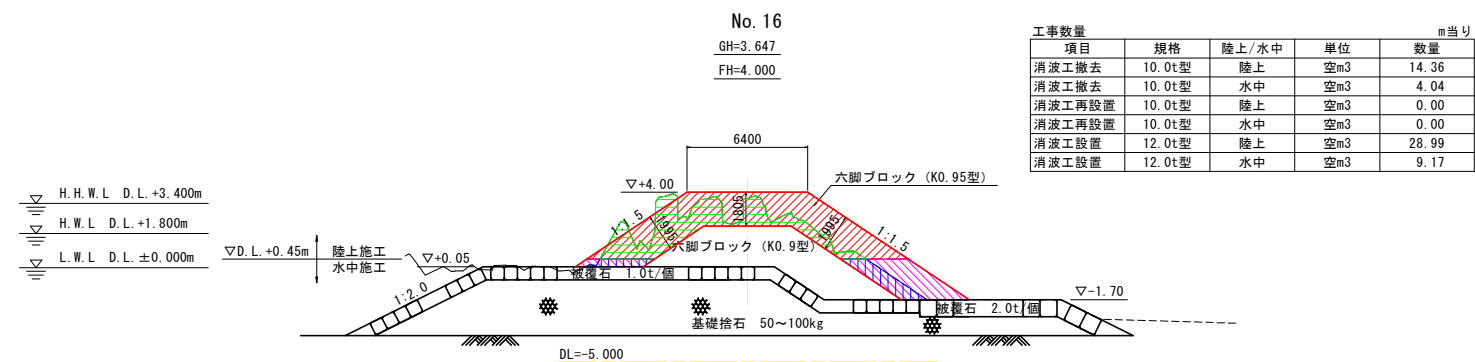 No. 16
GH=3.647
FH=4.000
工事数量 m当り
項目 規格 陸上/水中 単位 数量
消波工撤去 10.0t型 陸上 空m3 14.36
消波工撤去 10.0t型 水中 空m3 4.04
消波工再設置 10.0t型 陸上 空m3 0.00
消波工再設置 10.0t型 水中 空m3 0.00
消波工設置 12.0t型 陸上 空m3 28.99
消波工設置 12.0t型 水中 空m3 9.17
6400
六脚ブロック (K0.95型)
▽+4.00
H.H.W.L D.L.+3.400m
1805
1:1.5
1995
1995
1:1.5
H.W.L D.L.+1.800m
六脚ブロック (K0.9型)
▽D.L.+0.45m
陸上施工
水中施工
▽+0.05
L.W.L D.L.±0.000m
被覆石 1.0t/個
1:2.0
▽-1.70
被覆石 2.0t/個
基礎捨石 50～100kg
DL=-5.000